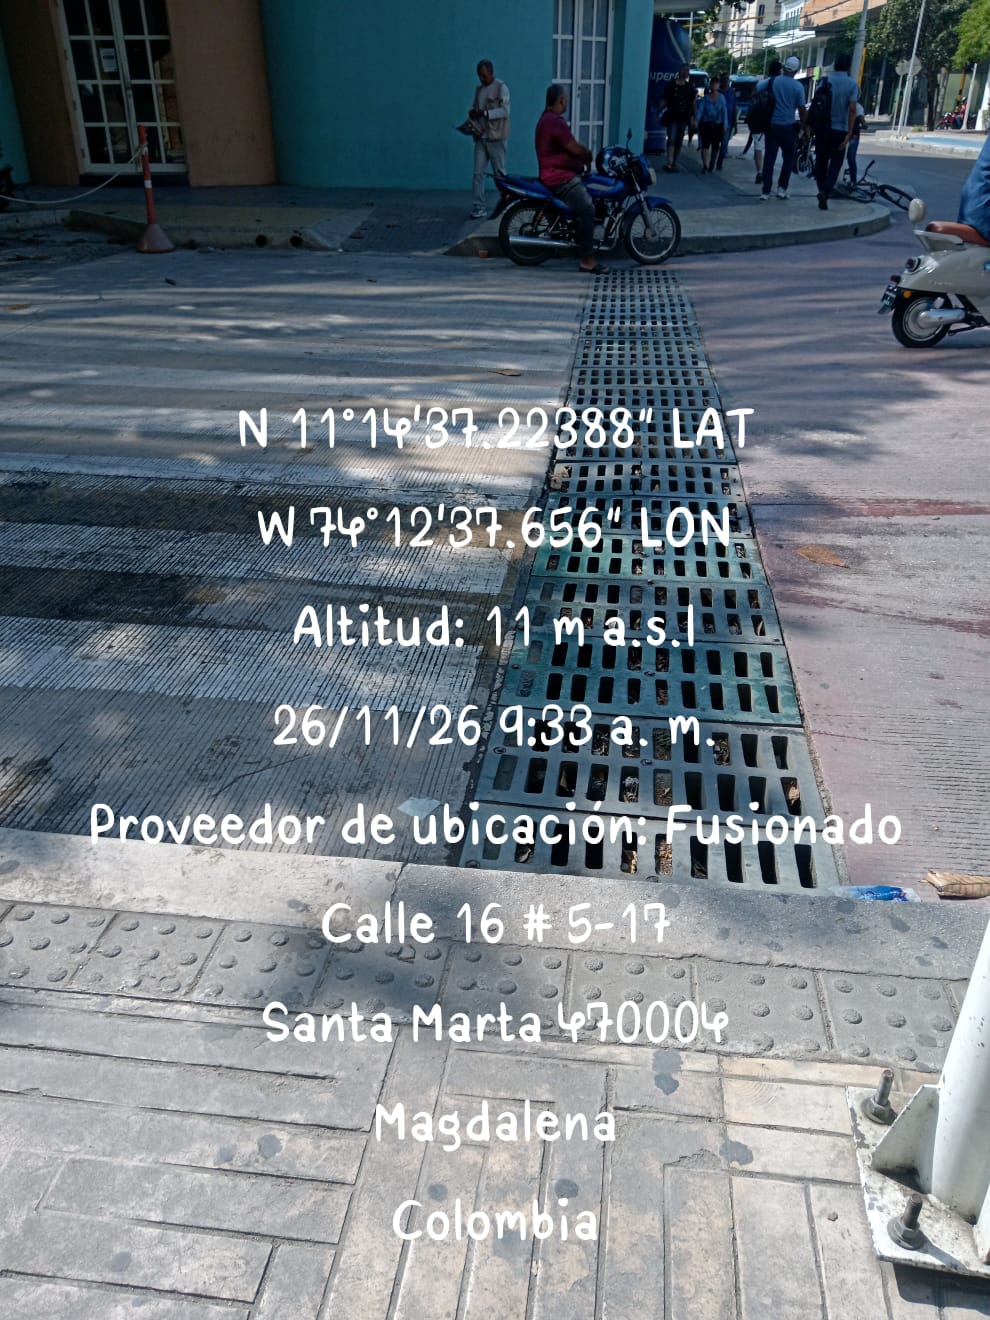 uper
N 11°14'37.22388" LAT
W 74°12'37.656" LON
Altitud: 11 m a.s.l
26/11/26 9:33 a. m.
Proveedor de ubicación: Fusionado
Calle 16 # 5-17
Santa Marta 470004
Magdalena
Colombia